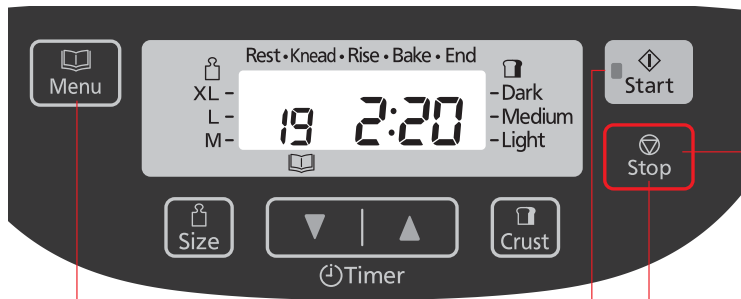 Menu
Rest • Knead • Rise • Bake • End
XL –
L –
M –
19
2:20
– Dark
– Medium
– Light
Start
Stop
Size
Timer
Crust